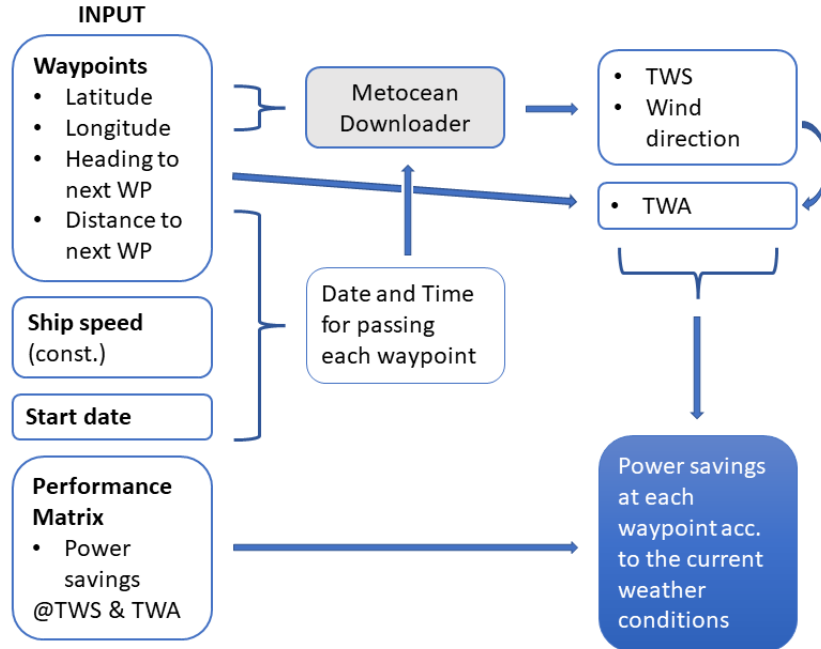 INPUT
Waypoints
• Latitude
• Longitude
• Heading to
next WP
• Distance to
next WP
Ship speed
(const.)
Start date
Performance
Matrix
• Power
savings
@TWS & TWA
Metocean
Downloader
Date and Time
for passing
each waypoint
• TWS
• Wind
direction
• TWA
Power savings
at each
waypoint acc.
to the current
weather
conditions